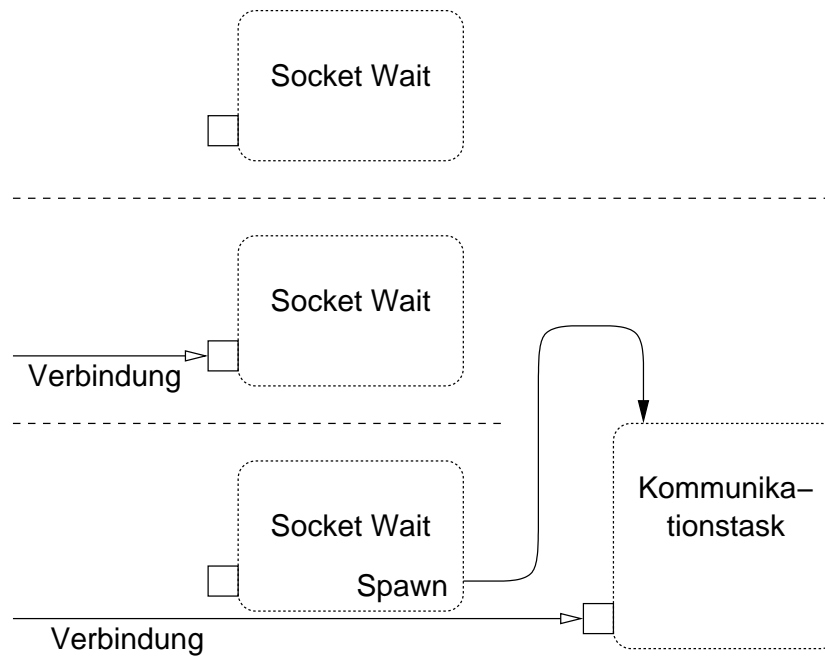 Socket Wait
Socket Wait
Verbindung
Kommunika–
tionstask
Socket Wait
Spawn
Verbindung